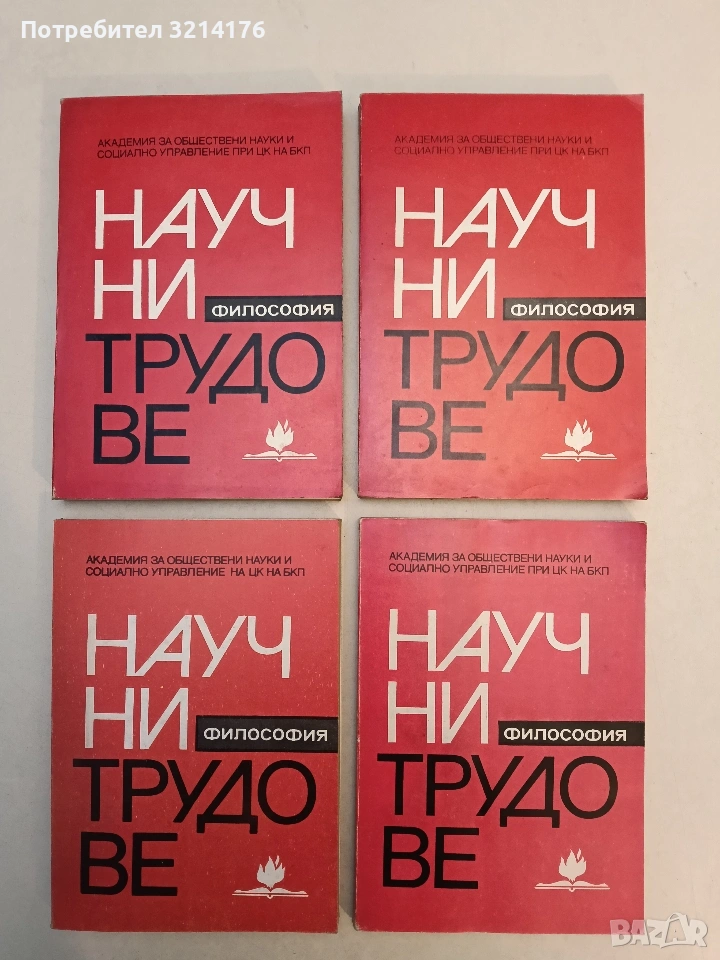 Потребител 3214176
АКАДЕМИЯ ЗА ОБЩЕСТВЕНИ НАУКИ И
СОЦИАЛНО УПРАВЛЕНИЕ ПРИ ЦК НА БКП
НАУЧ
НИ
ФИЛОСОФИЯ
ТРУДО
ВЕ
АКАДЕМИЯ ЗА ОБЩЕСТВЕНИ НАУКИ И
СОЦИАЛНО УПРАВЛЕНИЕ ПРИ ЦК НА БКП
НАУЧ
НИ
ФИЛОСОФИЯ
ТРУДО
ВЕ
АКАДЕМИЯ ЗА ОБЩЕСТВЕНИ НАУКИ И
СОЦИАЛНО УПРАВЛЕНИЕ НА ЦК НА БКП
НАУЧ
НИ
ФИЛОСОФИЯ
ТРУДО
ВЕ
АКАДЕМИЯ ЗА ОБЩЕСТВЕНИ НАУКИ И
СОЦИАЛНО УПРАВЛЕНИЕ ПРИ ЦК НА БКП
НАУЧ
НИ
ФИЛОСОФИЯ
ТРУДО
ВЕ
BAZAR